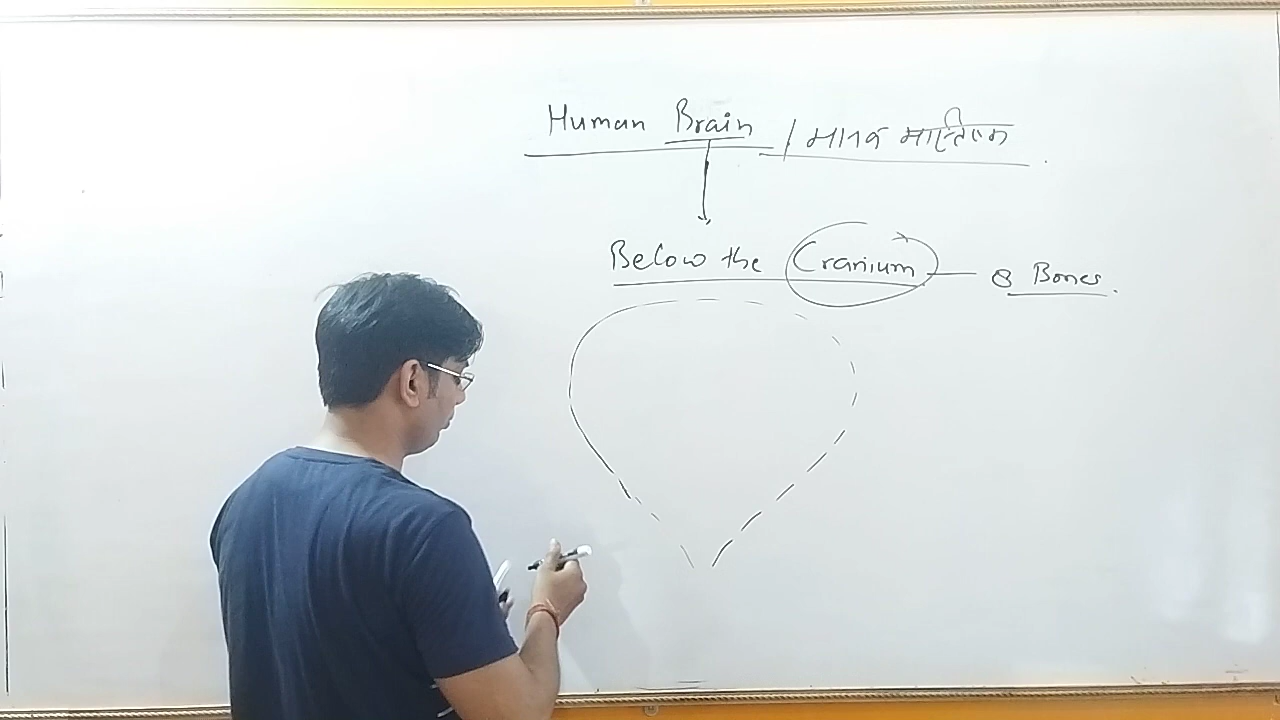 Human Brain / मानव मस्तिष्क
Below the Cranium — 8 Bones.